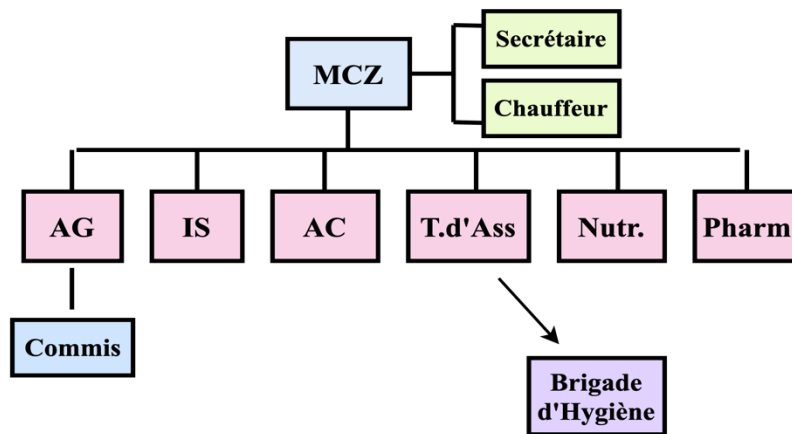 Secrétaire
MCZ
Chauffeur
AG
IS
AC
T.d'Ass
Nutr.
Pharm
Commis
Brigade
d'Hygiène